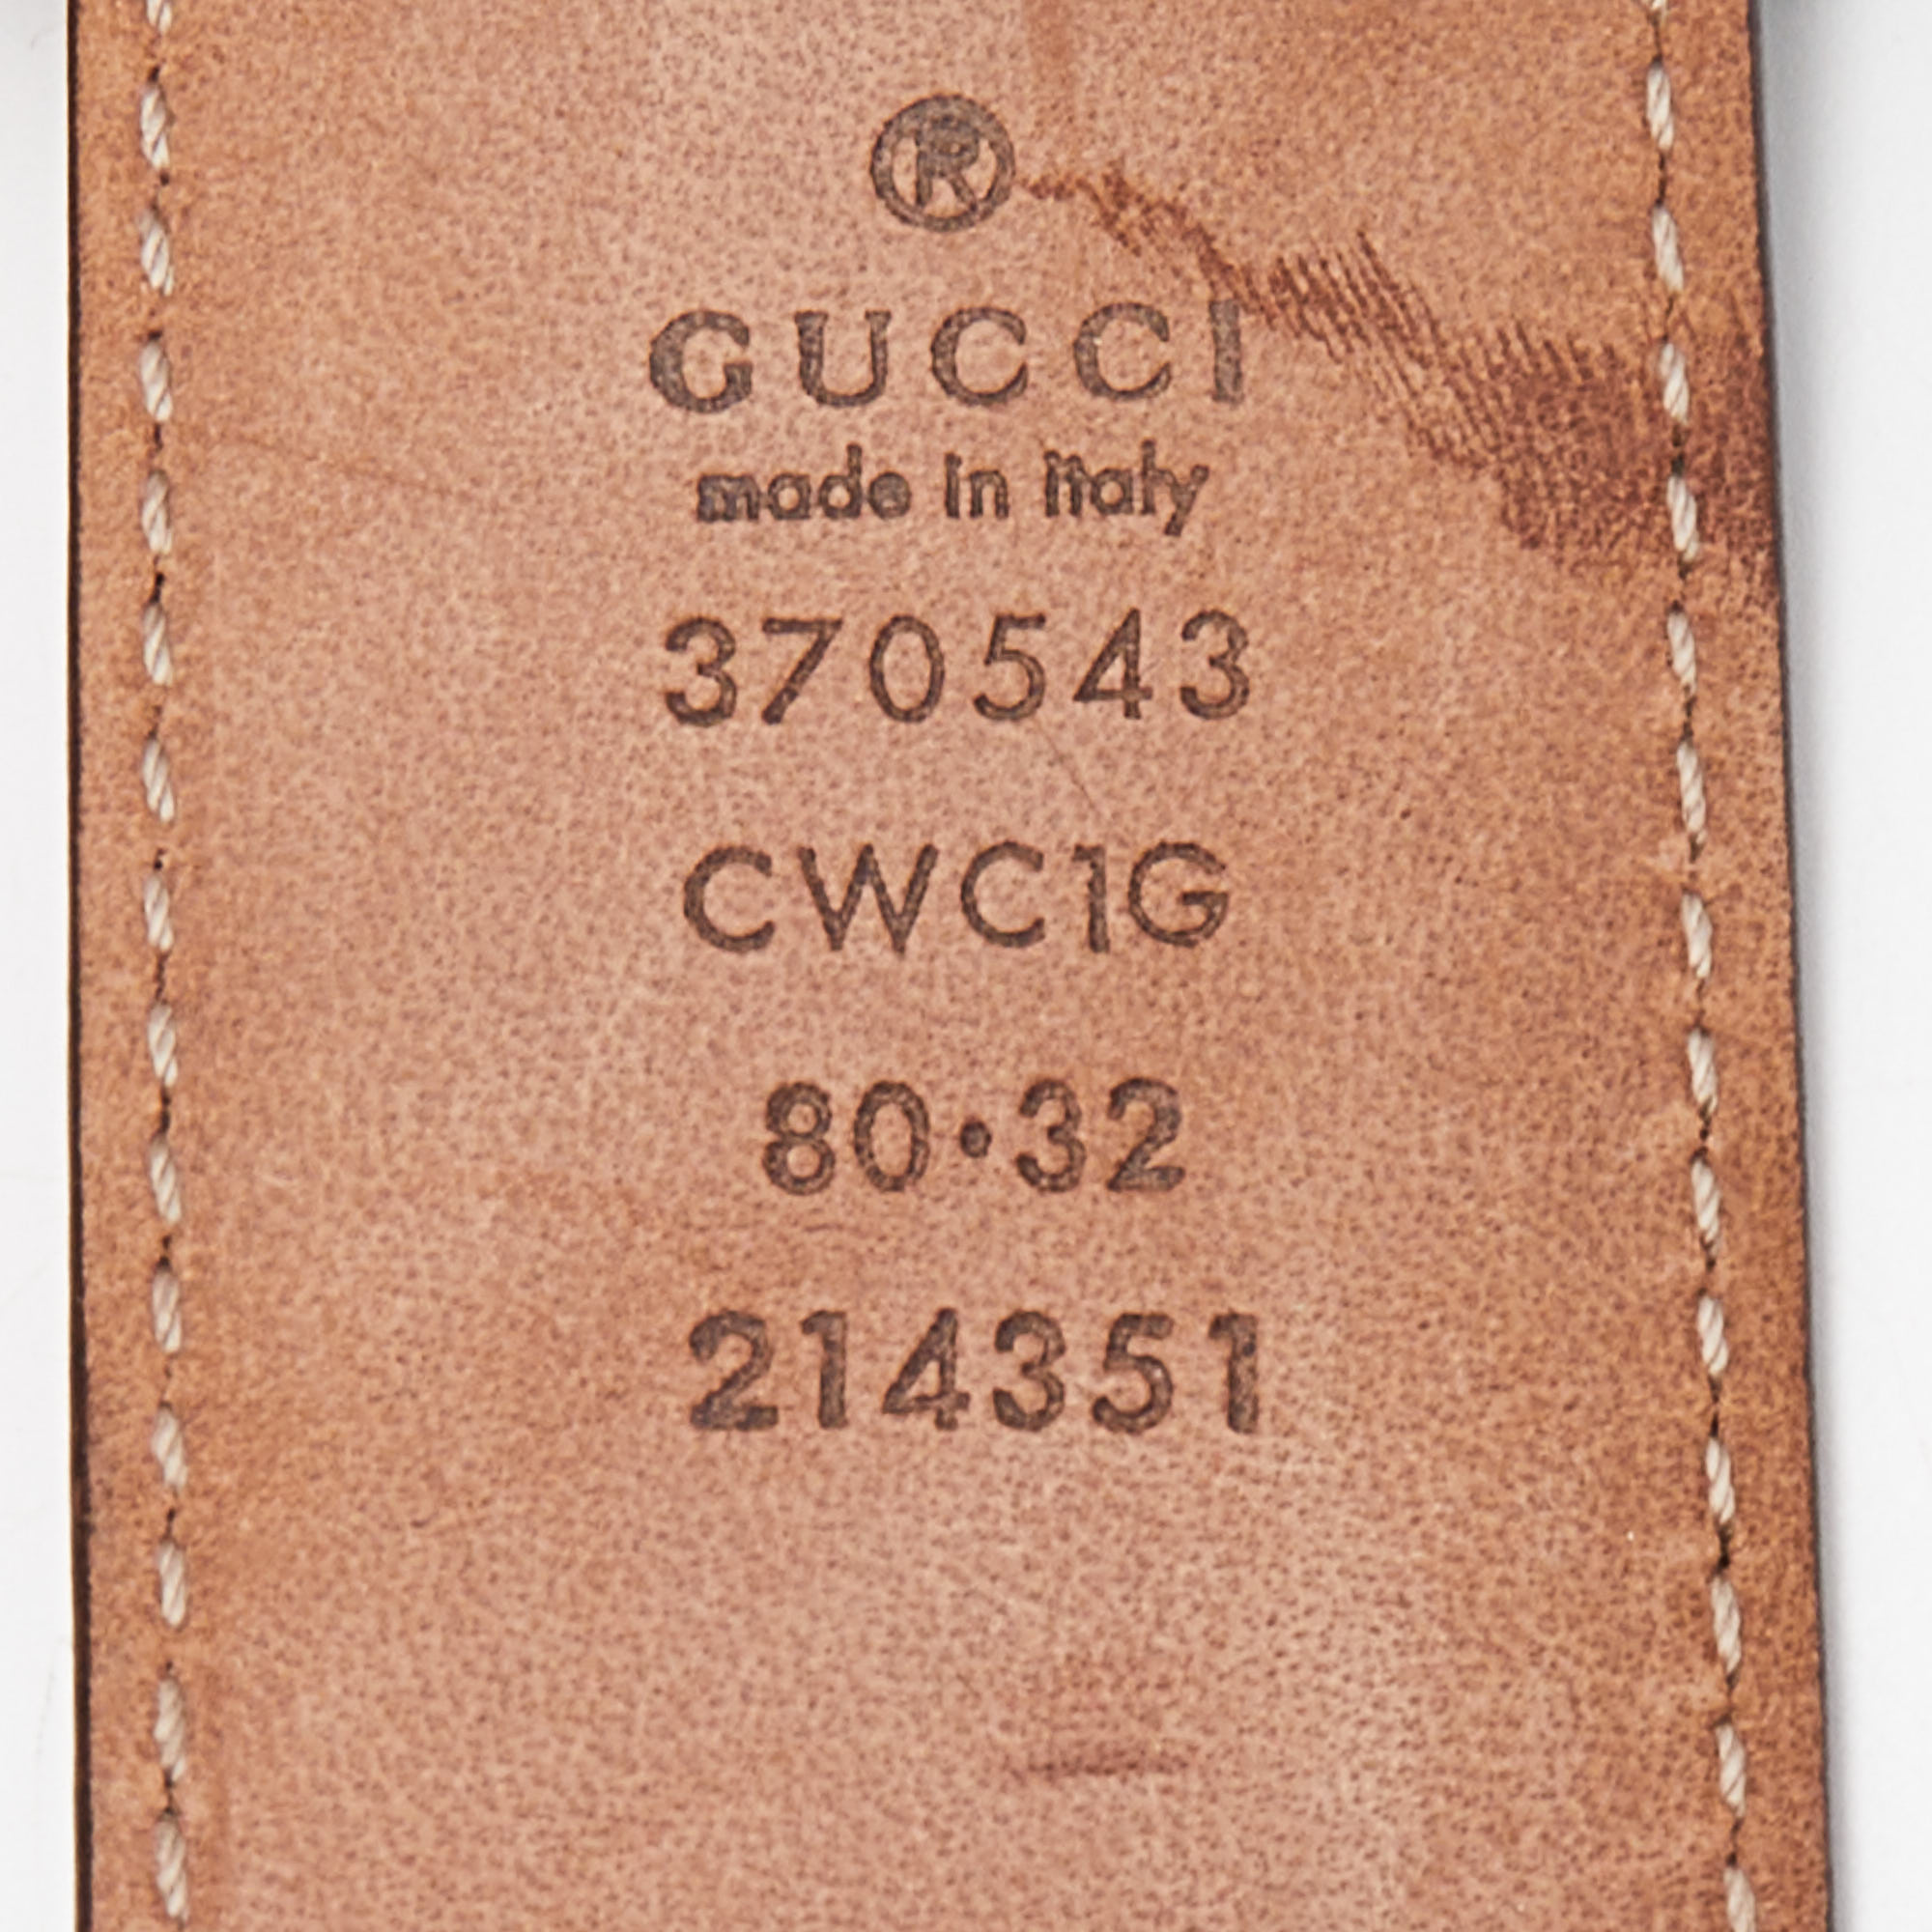 ®
GUCCI
made in italy
370543
CWC1G
80·32
214351